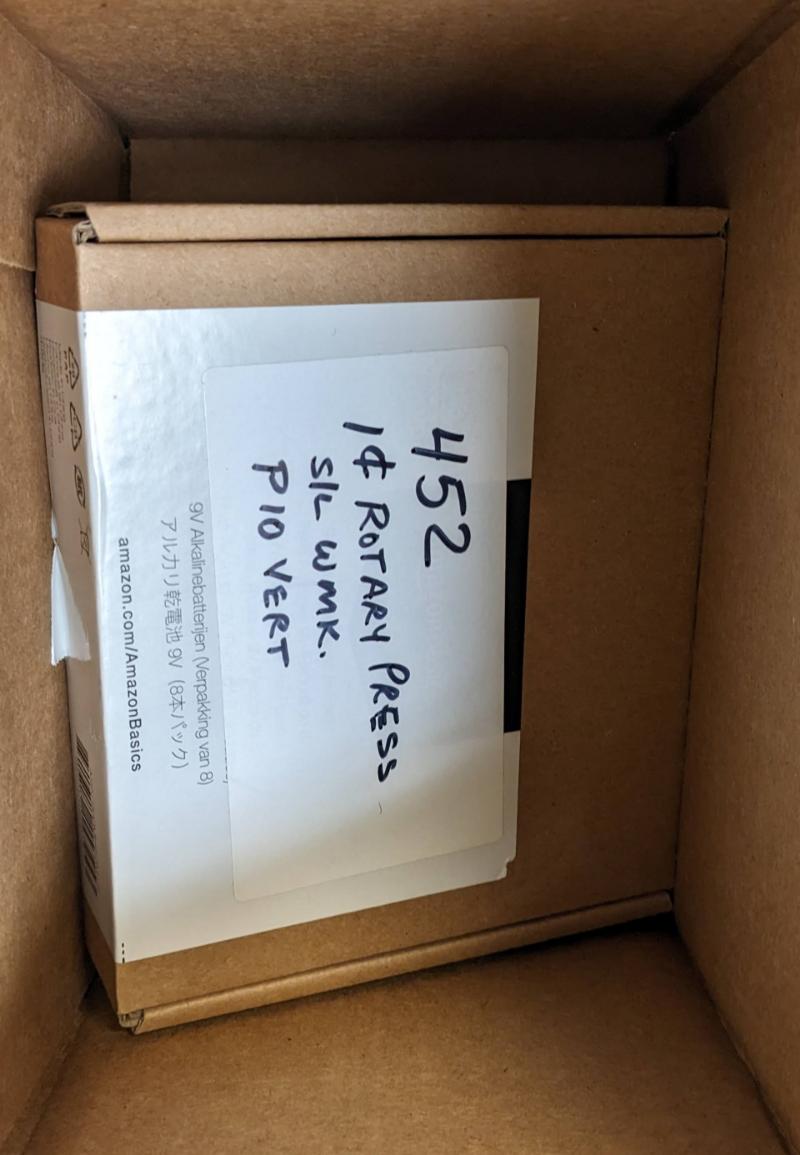 452
1¢ ROTARY PRESS
S/L WMK.
P10 VERT
9V Alkalinebatterijen (Verpakking van 8)
アルカリ乾電池 9V (8本パック)
amazon.com/AmazonBasics
PAP